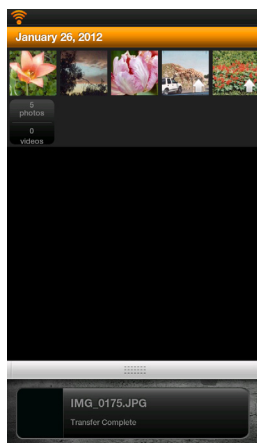 January 26, 2012
5
photos
0
videos
IMG_0175.JPG
Transfer Complete